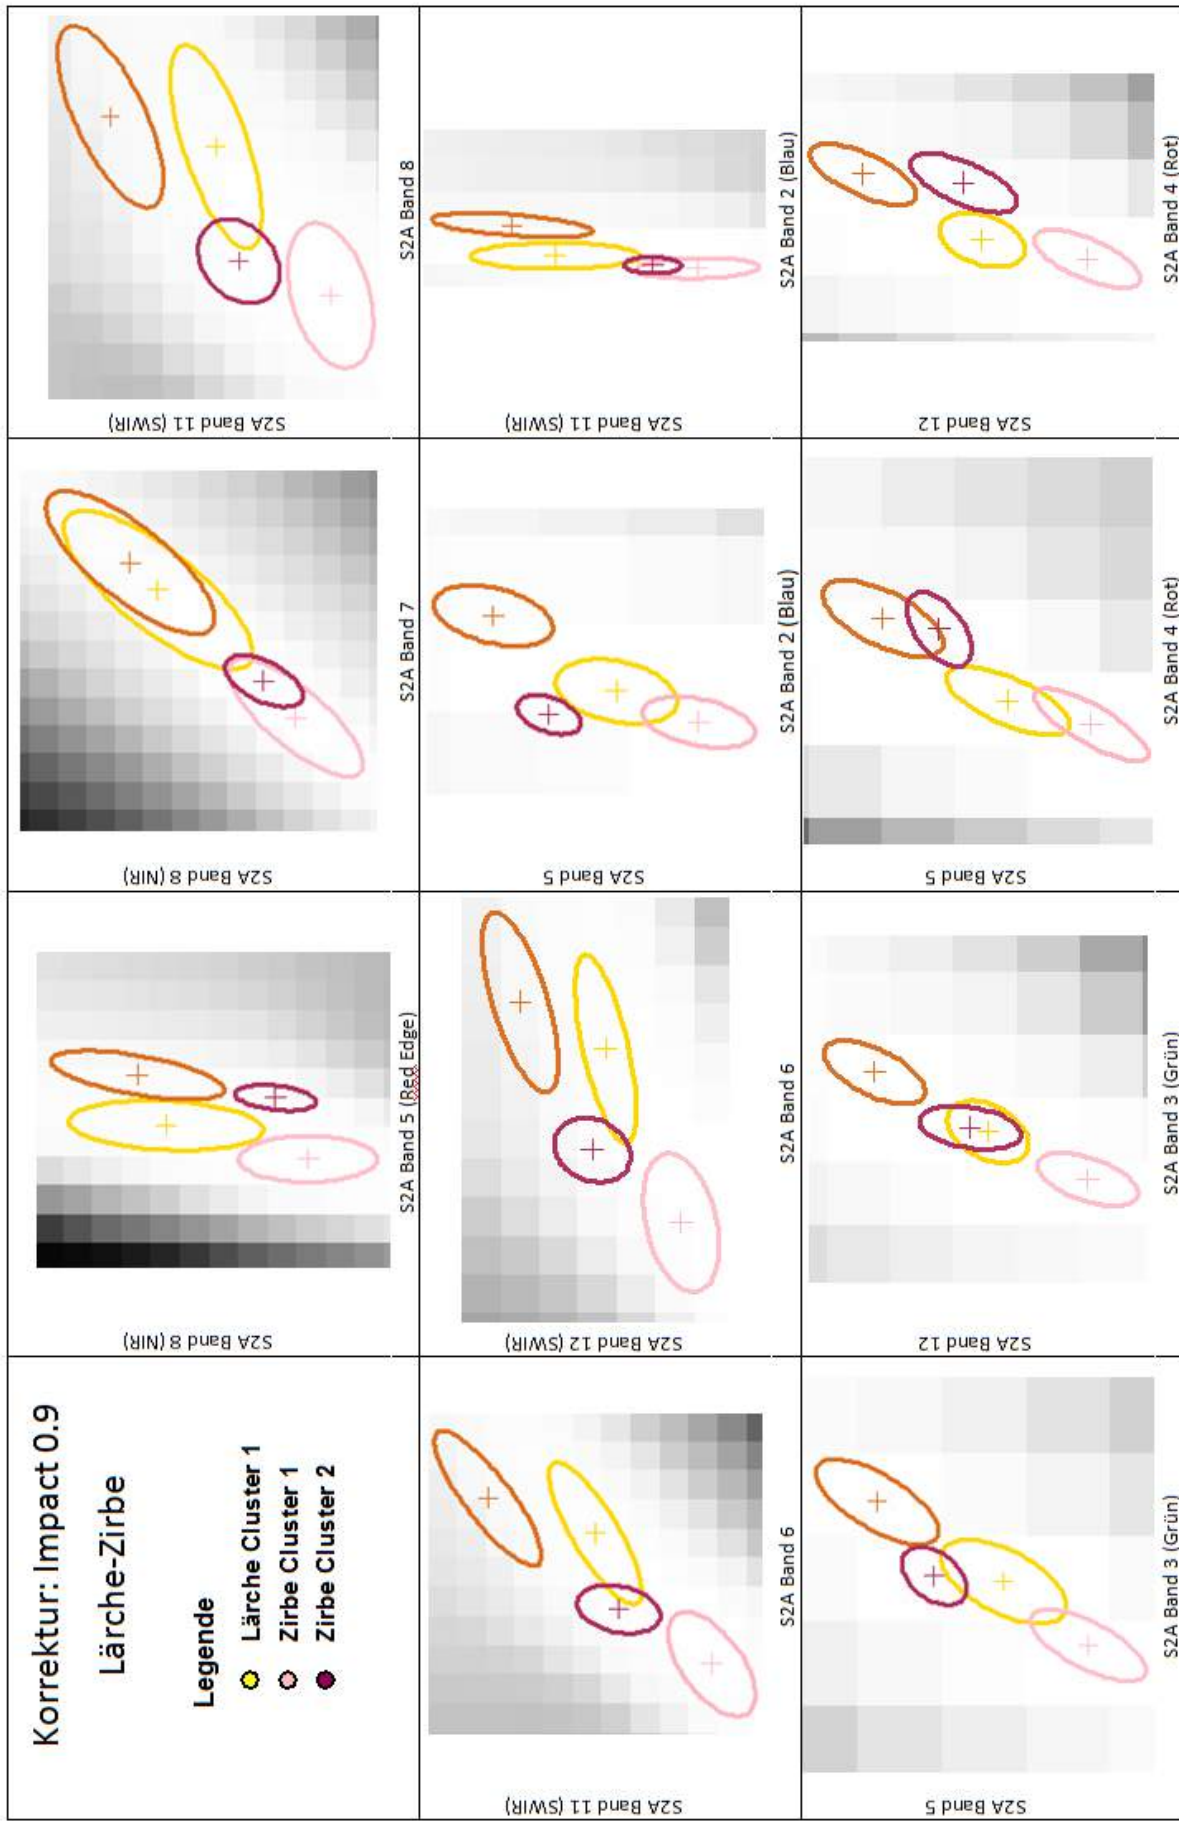 Korrektur: Impact 0.9
Lärche-Zirbe
Legende
Lärche Cluster 1
Zirbe Cluster 1
Zirbe Cluster 2
S2A Band 8 (NIR)
S2A Band 5 (Red Edge)
S2A Band 8 (NIR)
S2A Band 7
S2A Band 11 (SWIR)
S2A Band 8
S2A Band 11 (SWIR)
S2A Band 6
S2A Band 12 (SWIR)
S2A Band 6
S2A Band 5
S2A Band 2 (Blau)
S2A Band 11 (SWIR)
S2A Band 2 (Blau)
S2A Band 5
S2A Band 3 (Grün)
S2A Band 12
S2A Band 3 (Grün)
S2A Band 5
S2A Band 4 (Rot)
S2A Band 12
S2A Band 4 (Rot)